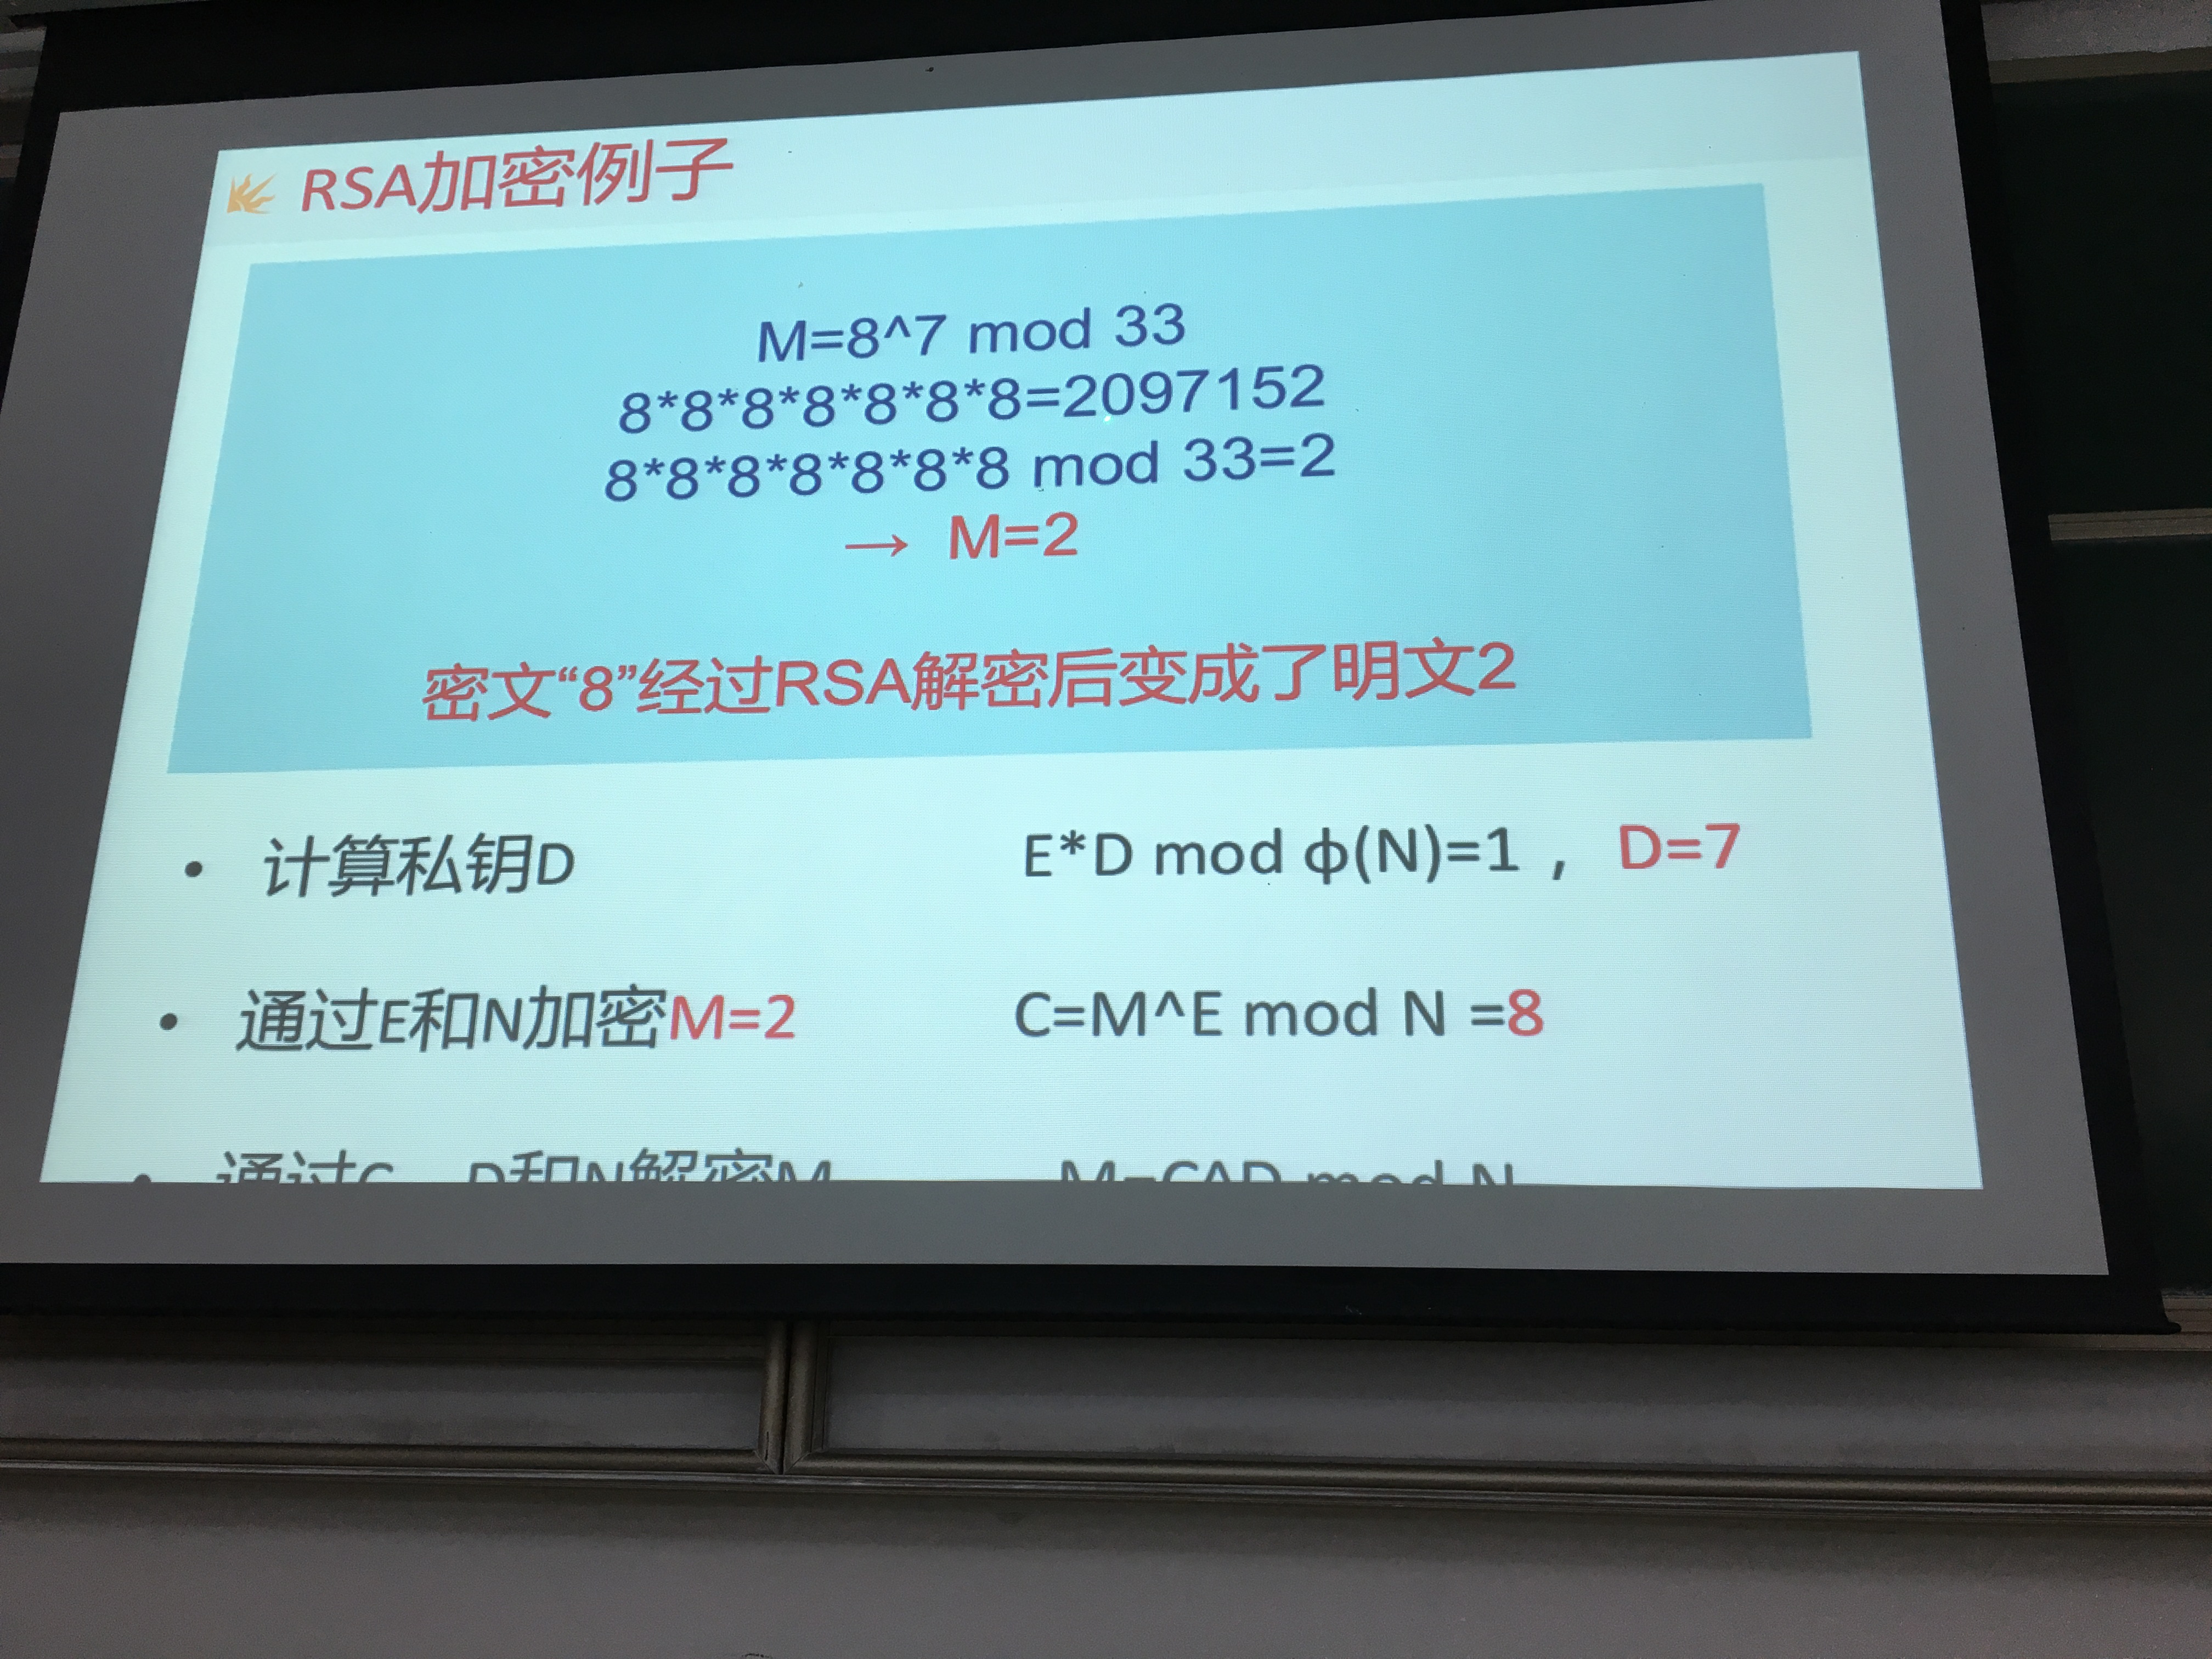 RSA加密例子
M=8^7 mod 33
8*8*8*8*8*8*8=2097152
8*8*8*8*8*8*8 mod 33=2
→ M=2
密文“8”经过RSA解密后变成了明文2
• 计算私钥D E*D mod ϕ(N)=1 , D=7
• 通过E和N加密M=2 C=M^E mod N =8
• 通过C、D和N解密M M=C^D mod N